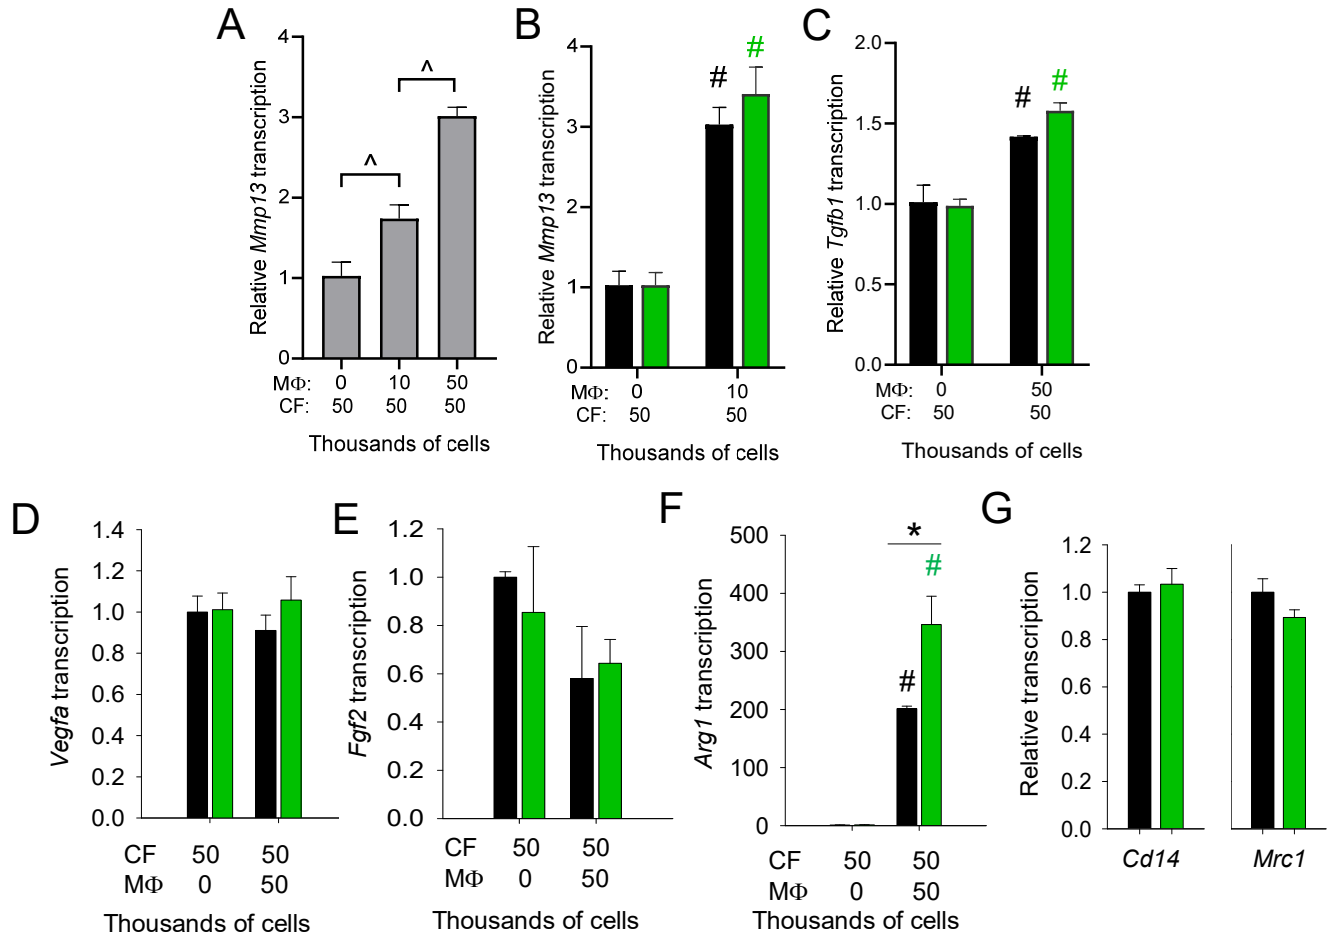 A
Relative Mmp13 transcription
4
3
2
1
0
^
^
MΦ: 0 10 50
CF: 50 50 50
Thousands of cells
B
Relative Mmp13 transcription
4
3
2
1
0
#
#
MΦ: 0 10
CF: 50 50
Thousands of cells
C
Relative Tgfb1 transcription
2.0
1.5
1.0
0.5
0.0
#
#
MΦ: 0 50
CF: 50 50
Thousands of cells
D
Vegfa transcription
1.4
1.2
1.0
0.8
0.6
0.4
0.2
0.0
CF 50 50
MΦ 0 50
Thousands of cells
E
Fgf2 transcription
1.2
1.0
0.8
0.6
0.4
0.2
0.0
CF 50 50
MΦ 0 50
Thousands of cells
F
Arg1 transcription
500
400
300
200
100
0
*
#
#
CF 50 50
MΦ 0 50
Thousands of cells
G
Relative transcription
1.2
1.0
0.8
0.6
0.4
0.2
0.0
Cd14 Mrc1